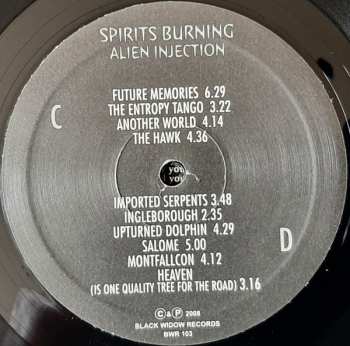 SPIRITS BURNING
ALIEN INJECTION
FUTURE MEMORIES 6.29
THE ENTROPY TANGO 3.22
ANOTHER WORLD 4.14
THE HAWK 4.36
C
you
you
IMPORTED SERPENTS 3.48
INGLEBOROUGH 2.35
UPTURNED DOLPHIN 4.29
SALOME 5.00
MONTFALLCON 4.12
HEAVEN
(IS ONE QUALITY TREE FOR THE ROAD) 3.16
D
C & P 2008
BLACK WIDOW RECORDS
BWR 103